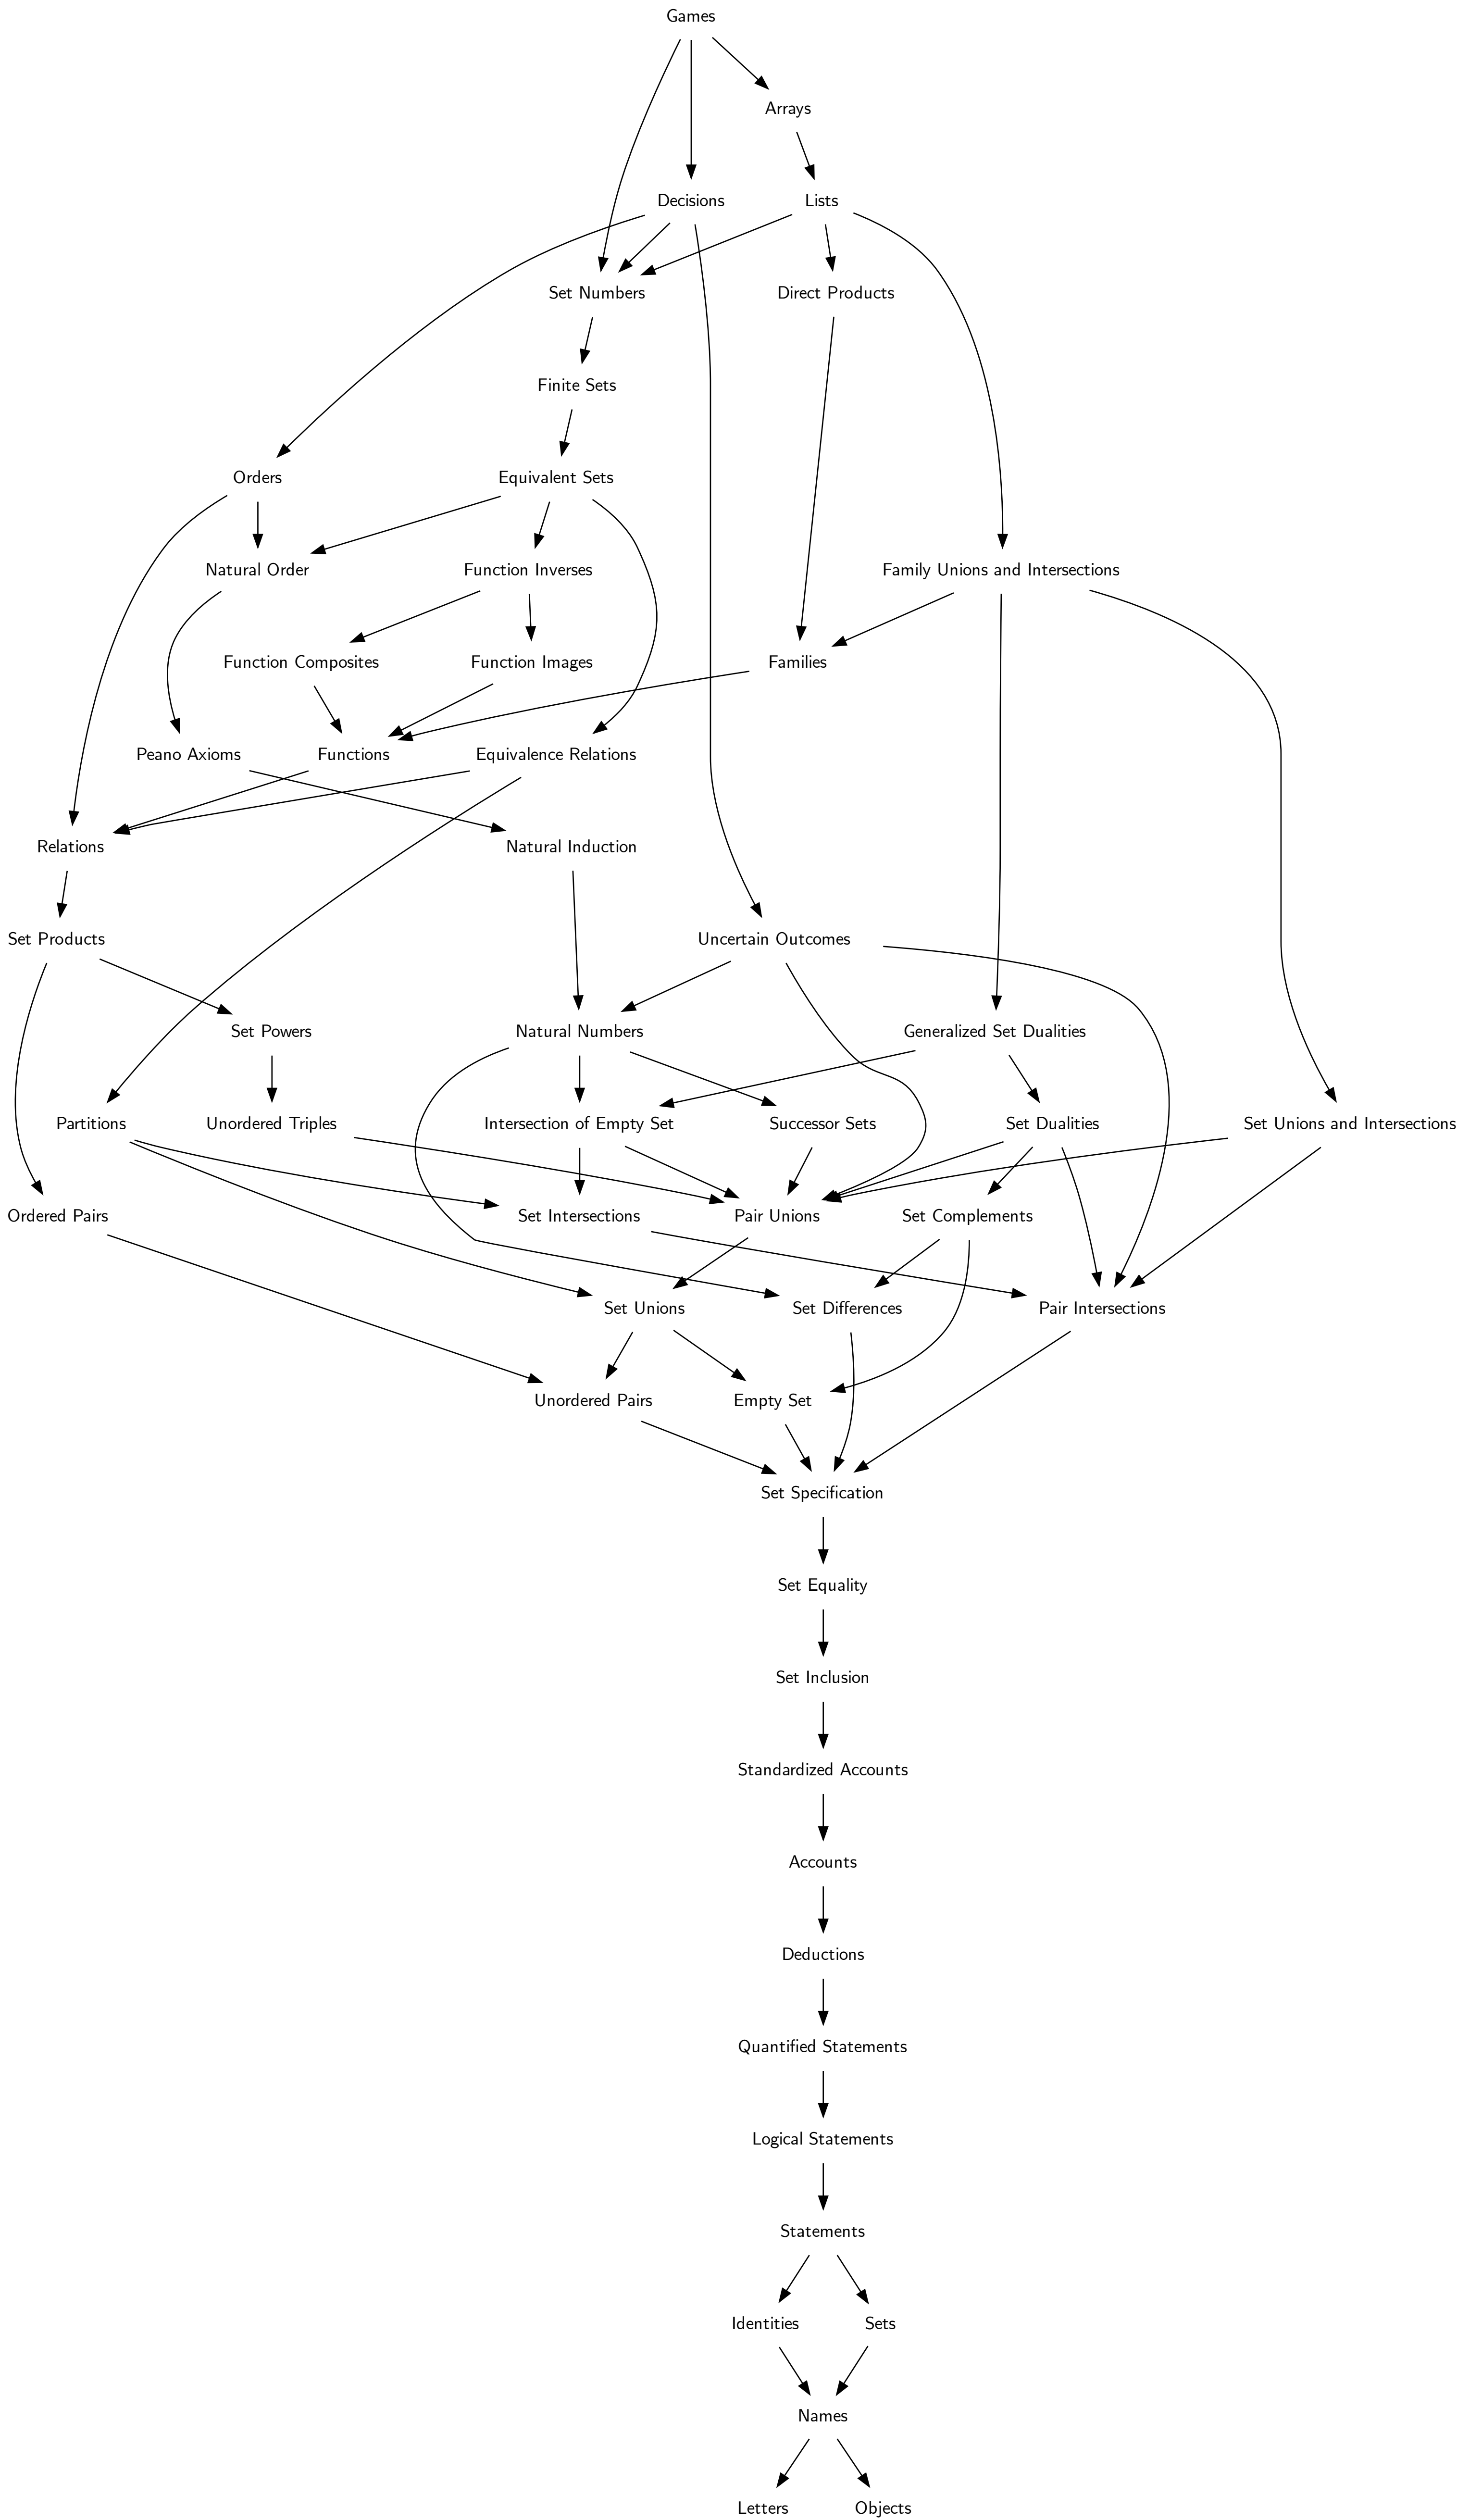 Games
Arrays
Decisions
Lists
Set Numbers
Direct Products
Finite Sets
Orders
Equivalent Sets
Natural Order
Function Inverses
Family Unions and Intersections
Function Composites
Function Images
Families
Peano Axioms
Functions
Equivalence Relations
Relations
Natural Induction
Set Products
Uncertain Outcomes
Set Powers
Natural Numbers
Generalized Set Dualities
Partitions
Unordered Triples
Intersection of Empty Set
Successor Sets
Set Dualities
Set Unions and Intersections
Ordered Pairs
Set Intersections
Pair Unions
Set Complements
Set Unions
Set Differences
Pair Intersections
Unordered Pairs
Empty Set
Set Specification
Set Equality
Set Inclusion
Standardized Accounts
Accounts
Deductions
Quantified Statements
Logical Statements
Statements
Identities
Sets
Names
Letters
Objects